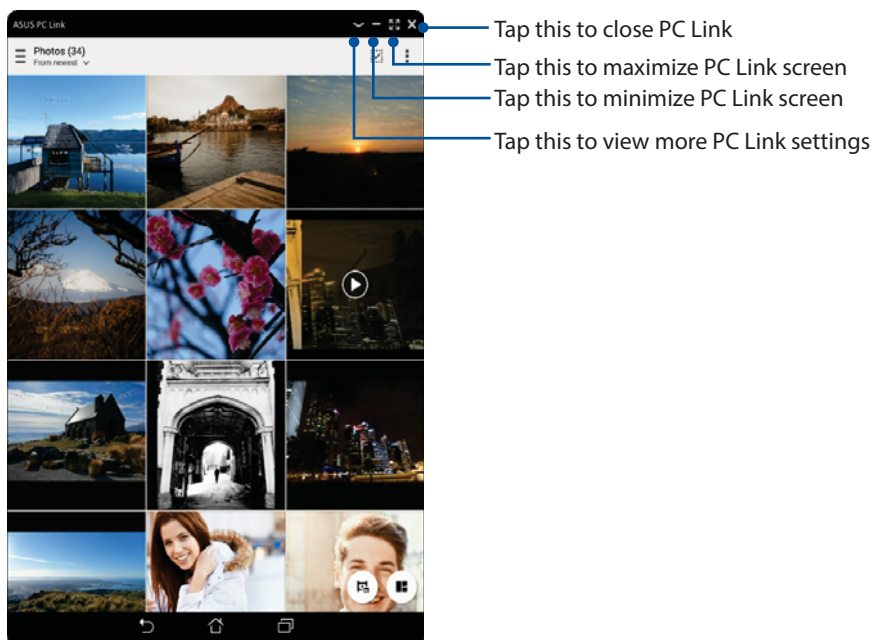 ASUS PC Link
Tap this to close PC Link
Photos (34)
From newest
Tap this to maximize PC Link screen
Tap this to minimize PC Link screen
Tap this to view more PC Link settings